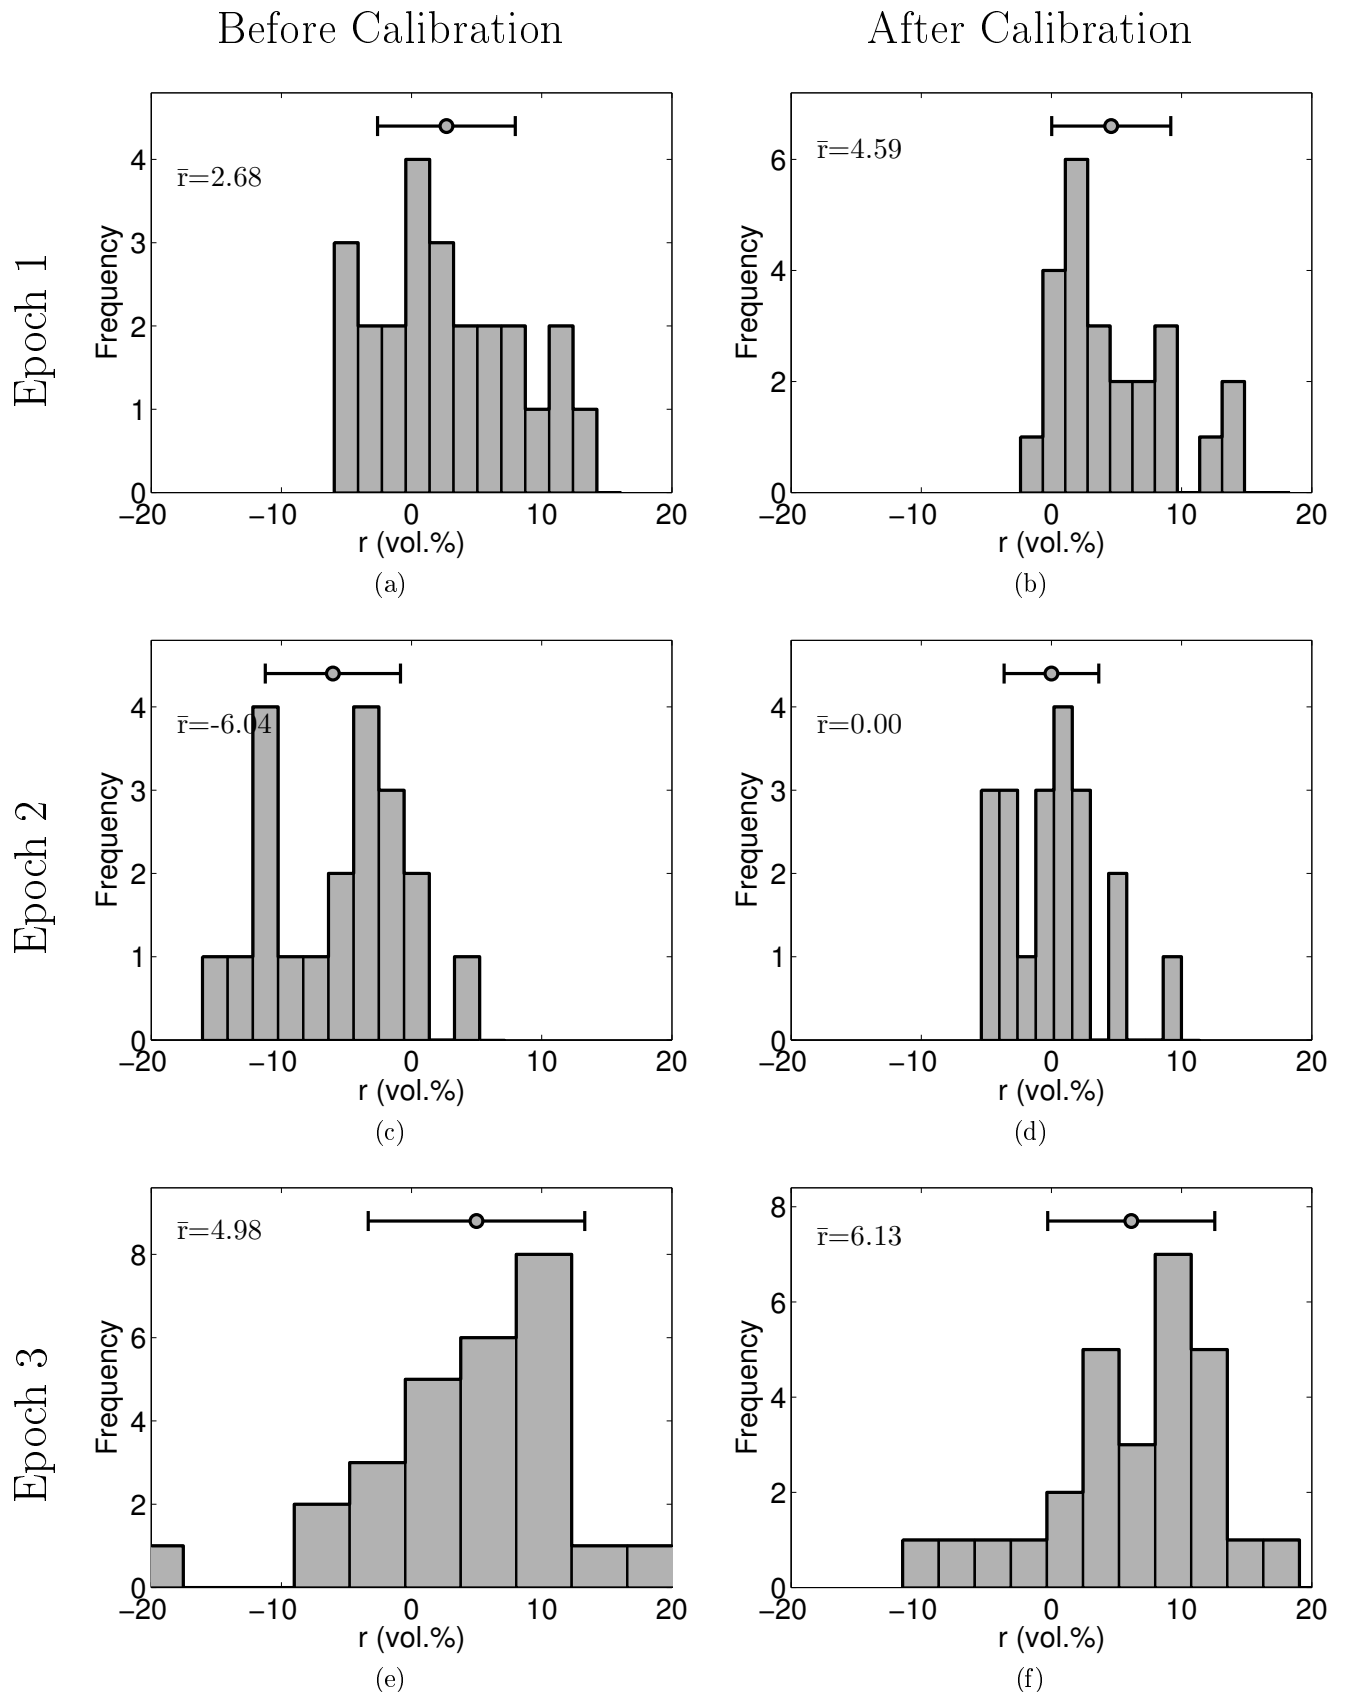 Before Calibration
After Calibration
Epoch 1
r̄=2.68
Frequency
0
1
2
3
4
−20
−10
0
10
20
r (vol.%)
(a)
r̄=4.59
Frequency
0
2
4
6
−20
−10
0
10
20
r (vol.%)
(b)
Epoch 2
r̄=-6.04
Frequency
0
1
2
3
4
−20
−10
0
10
20
r (vol.%)
(c)
r̄=0.00
Frequency
0
1
2
3
4
−20
−10
0
10
20
r (vol.%)
(d)
Epoch 3
r̄=4.98
Frequency
0
2
4
6
8
−20
−10
0
10
20
r (vol.%)
(e)
r̄=6.13
Frequency
0
2
4
6
8
−20
−10
0
10
20
r (vol.%)
(f)